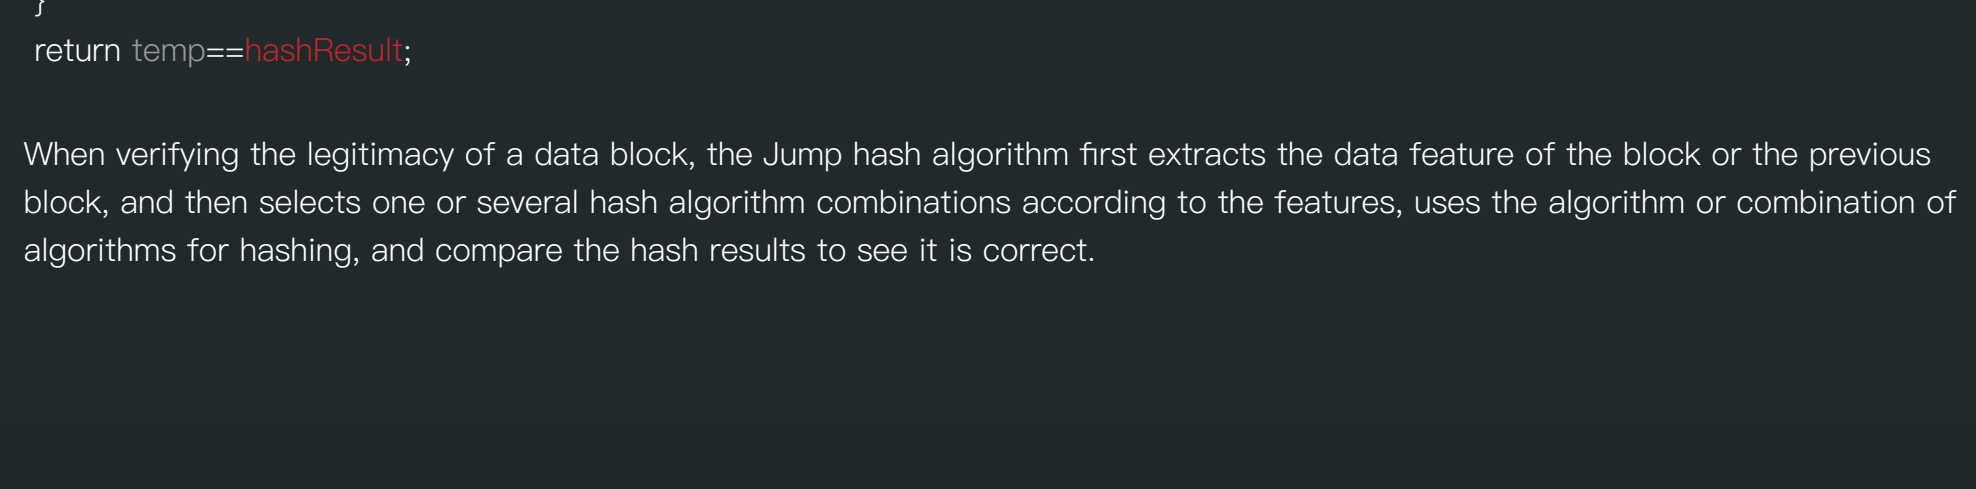 }
return temp==hashResult;
When verifying the legitimacy of a data block, the Jump hash algorithm first extracts the data feature of the block or the previous
block, and then selects one or several hash algorithm combinations according to the features, uses the algorithm or combination of
algorithms for hashing, and compare the hash results to see it is correct.